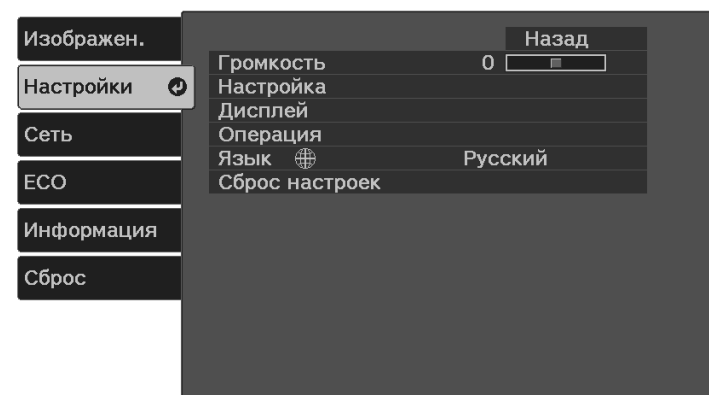 Изображен.
Настройки
Сеть
ECO
Информация
Сброс
Назад
Громкость 0
Настройка
Дисплей
Операция
Язык Русский
Сброс настроек